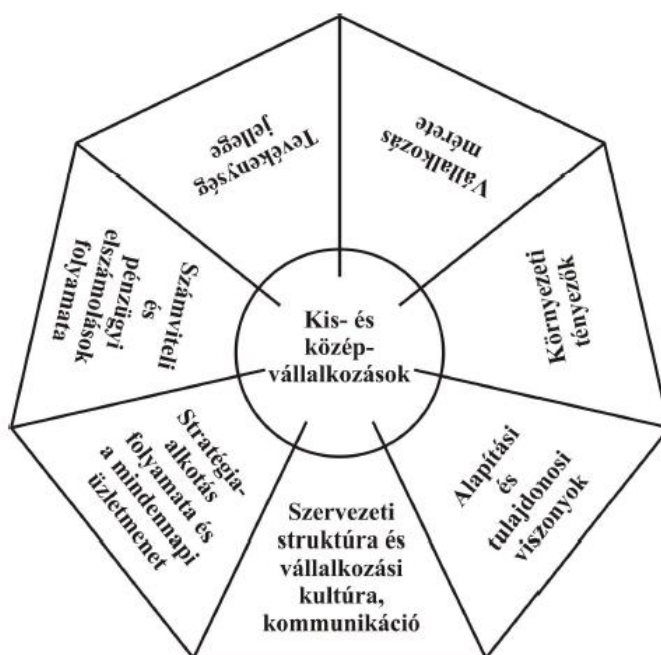 Tevékenység
jellege
Vállalkozás
mérete
Környezeti
tényezők
Alapítási
és
tulajdonosi
viszonyok
Szervezeti
struktúra és
vállalkozási
kultúra,
kommunikáció
Stratégia-
alkotás
folyamata és
a mindennapi
üzletmenet
Számviteli
és
pénzügyi
elszámolások
folyamata
Kis- és
közép-
vállalkozások